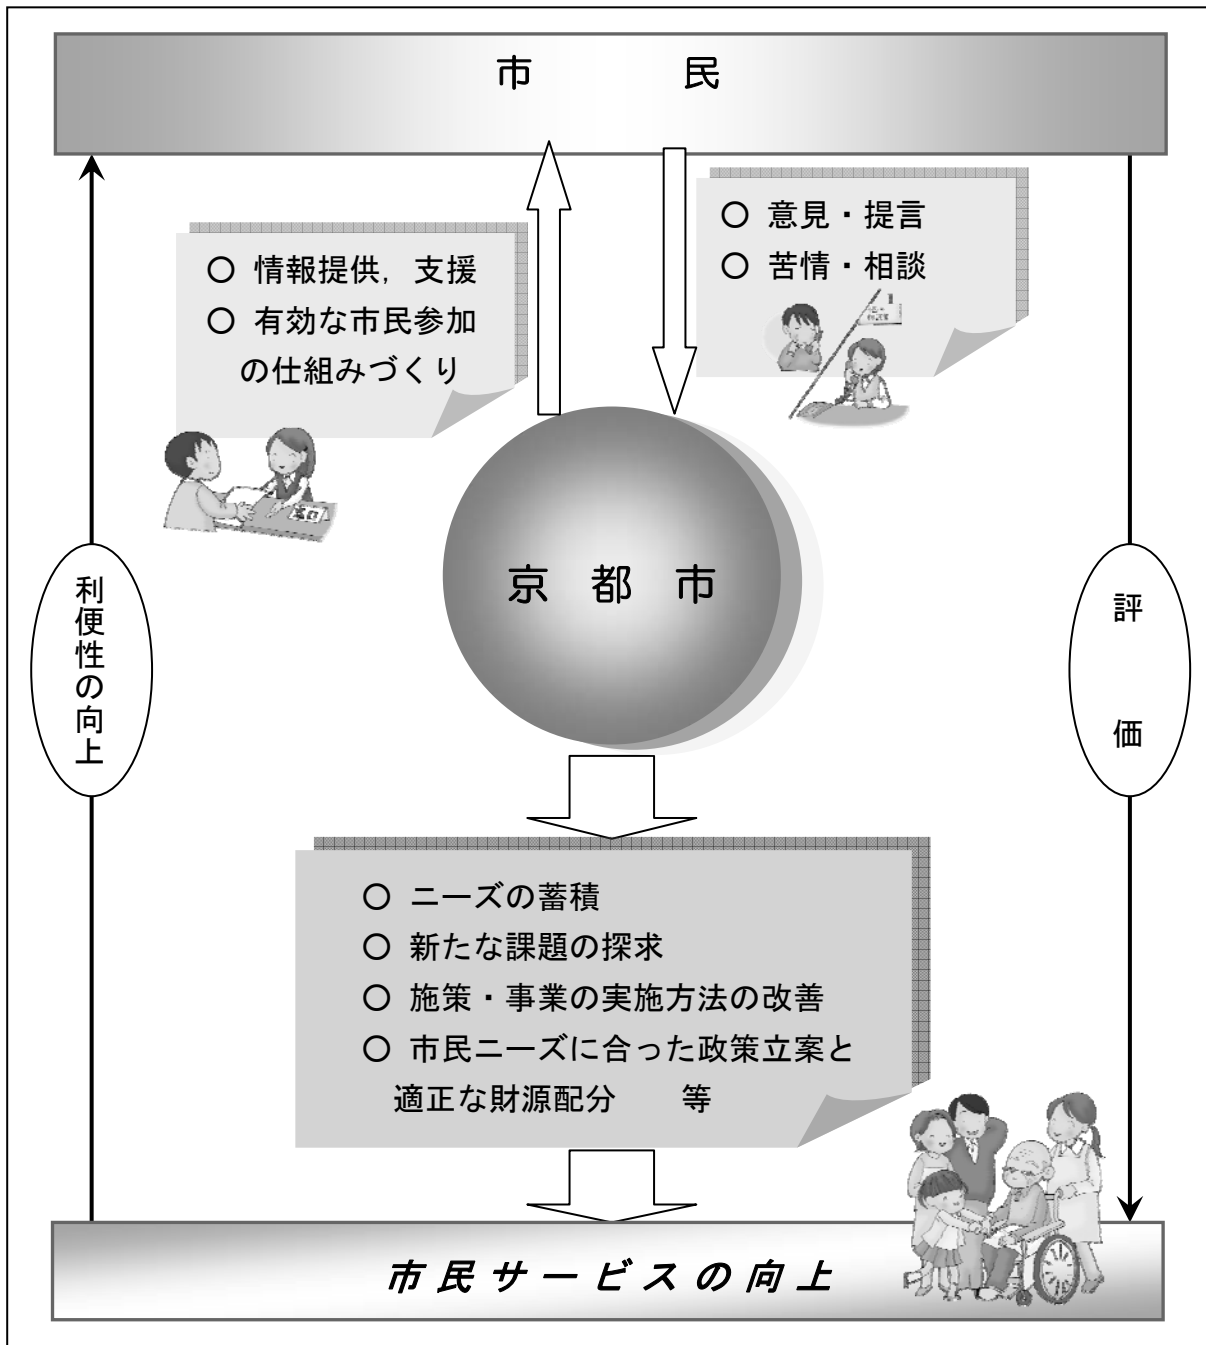 市　民
○ 情報提供，支援
○ 有効な市民参加
の仕組みづくり
○ 意見・提言
○ 苦情・相談
京 都 市
利便性の向上
評　価
○ ニーズの蓄積
○ 新たな課題の探求
○ 施策・事業の実施方法の改善
○ 市民ニーズに合った政策立案と
適正な財源配分　　等
市民サービスの向上